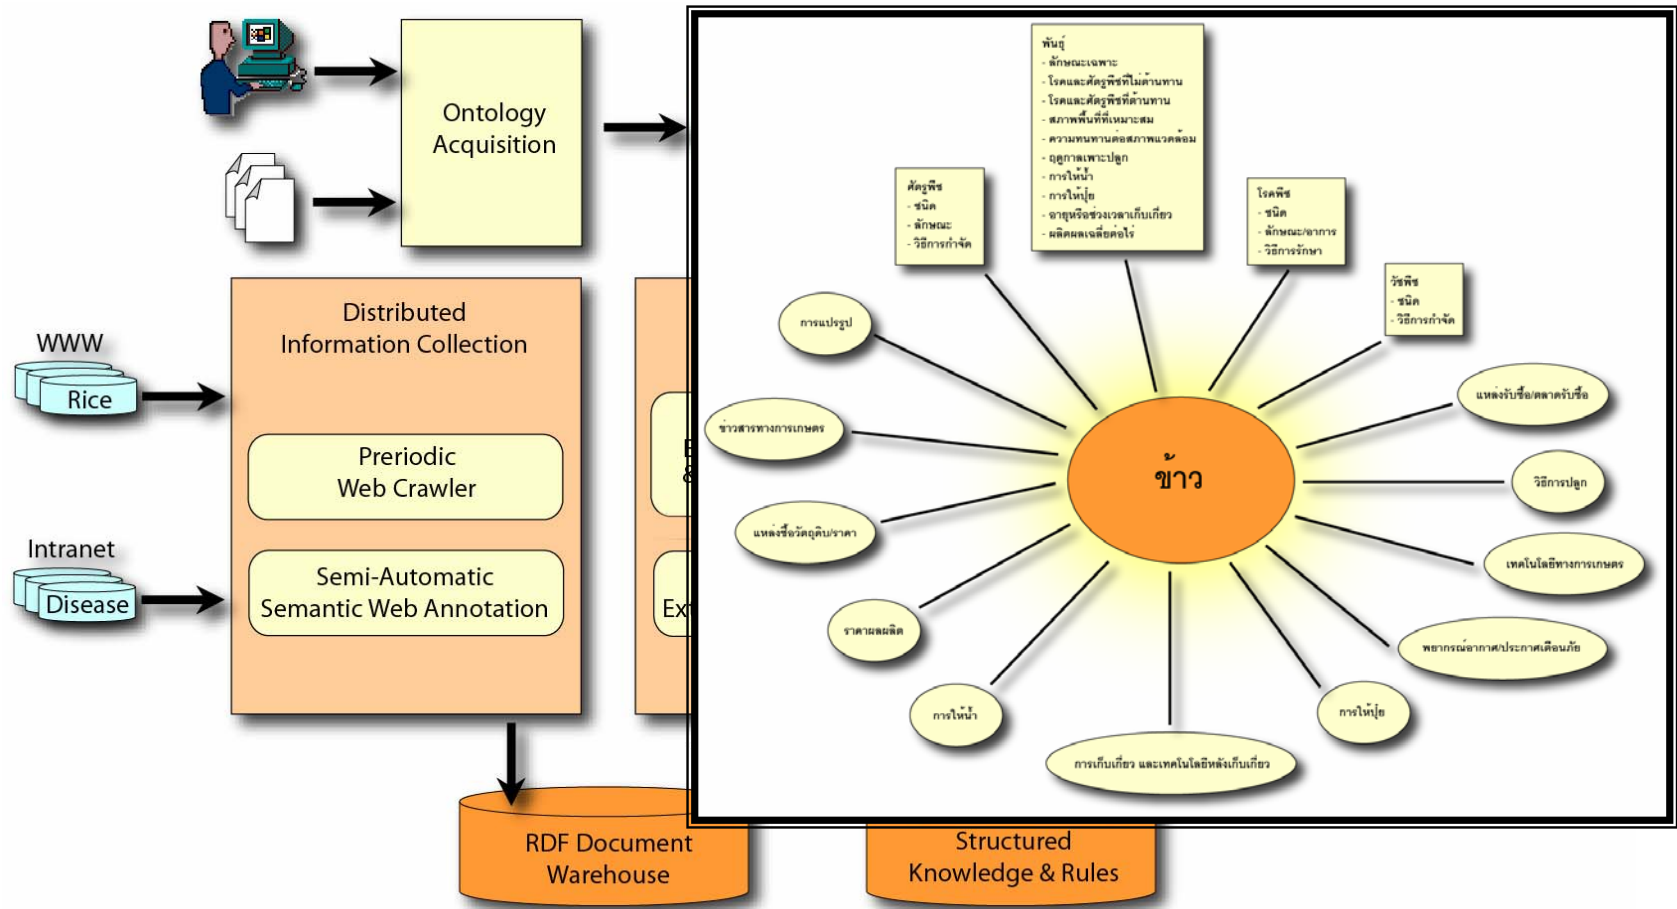 Ontology
Acquisition
WWW
Rice
Intranet
Disease
Distributed
Information Collection
Preriodic
Web Crawler
Semi-Automatic
Semantic Web Annotation
E
&
Ext
RDF Document
Warehouse
Structured
Knowledge & Rules
พันธุ์
- ลักษณะเฉพาะ
- โรคและศัตรูพืชที่ไม่ต้านทาน
- โรคและศัตรูพืชที่ต้านทาน
- สภาพพื้นที่ที่เหมาะสม
- ความทนทานต่อสภาพแวดล้อม
- ฤดูกาลเพาะปลูก
- การให้น้ำ
- การให้ปุ๋ย
- อายุหรือช่วงเวลาเก็บเกี่ยว
- ผลิตผลเฉลี่ยต่อไร่
ศัตรูพืช
- ชนิด
- ลักษณะ
- วิธีการกำจัด
โรคพืช
- ชนิด
- ลักษณะ/อาการ
- วิธีการรักษา
วัชพืช
- ชนิด
- วิธีการกำจัด
การแปรรูป
ข่าวสารทางการเกษตร
แหล่งซื้อวัตถุดิบ/ราคา
ราคาผลผลิต
การให้น้ำ
การเก็บเกี่ยว และเทคโนโลยีหลังเก็บเกี่ยว
การให้ปุ๋ย
พยากรณ์อากาศ/ประกาศเตือนภัย
เทคโนโลยีทางการเกษตร
วิธีการปลูก
แหล่งรับซื้อ/ตลาดรับซื้อ
ข้าว